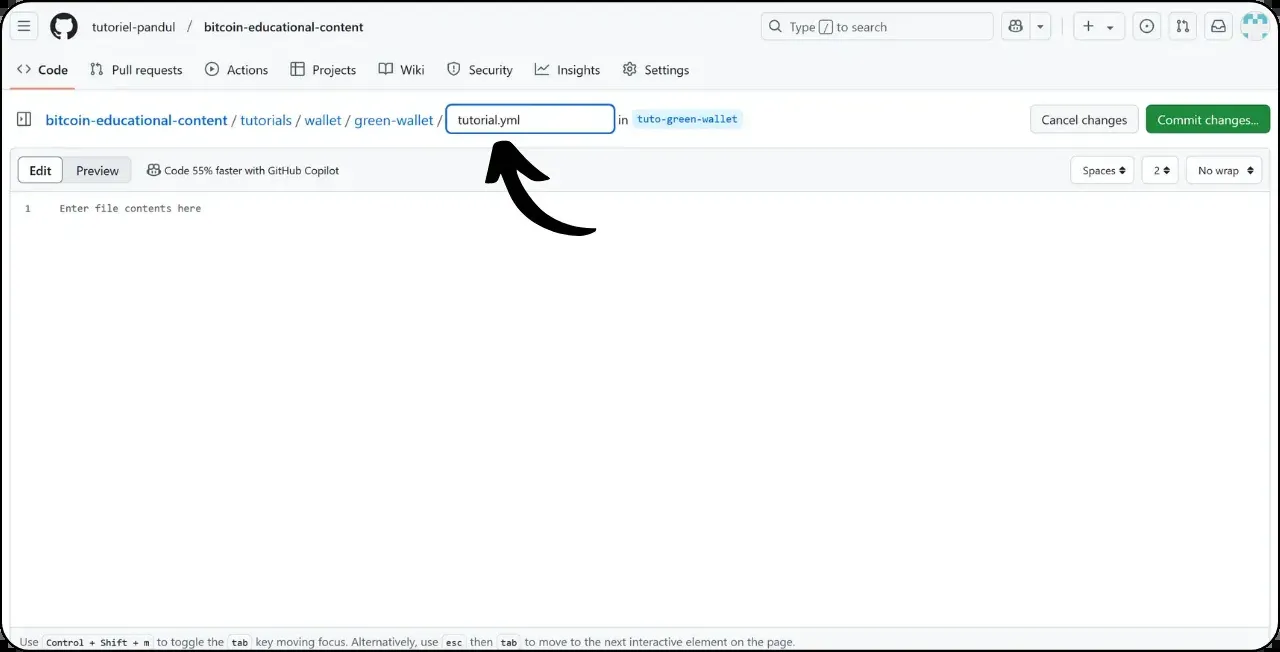 tutoriel-pandul / bitcoin-educational-content Type / to search
Code Pull requests Actions Projects Wiki Security Insights Settings
bitcoin-educational-content / tutorials / wallet / green-wallet / tutorial.yml in tuto-green-wallet Cancel changes Commit changes...
Edit Preview Code 55% faster with GitHub Copilot Spaces 2 No wrap
1 Enter file contents here
Use Control + Shift + m to toggle the tab key moving focus. Alternatively, use esc then tab to move to the next interactive element on the page.